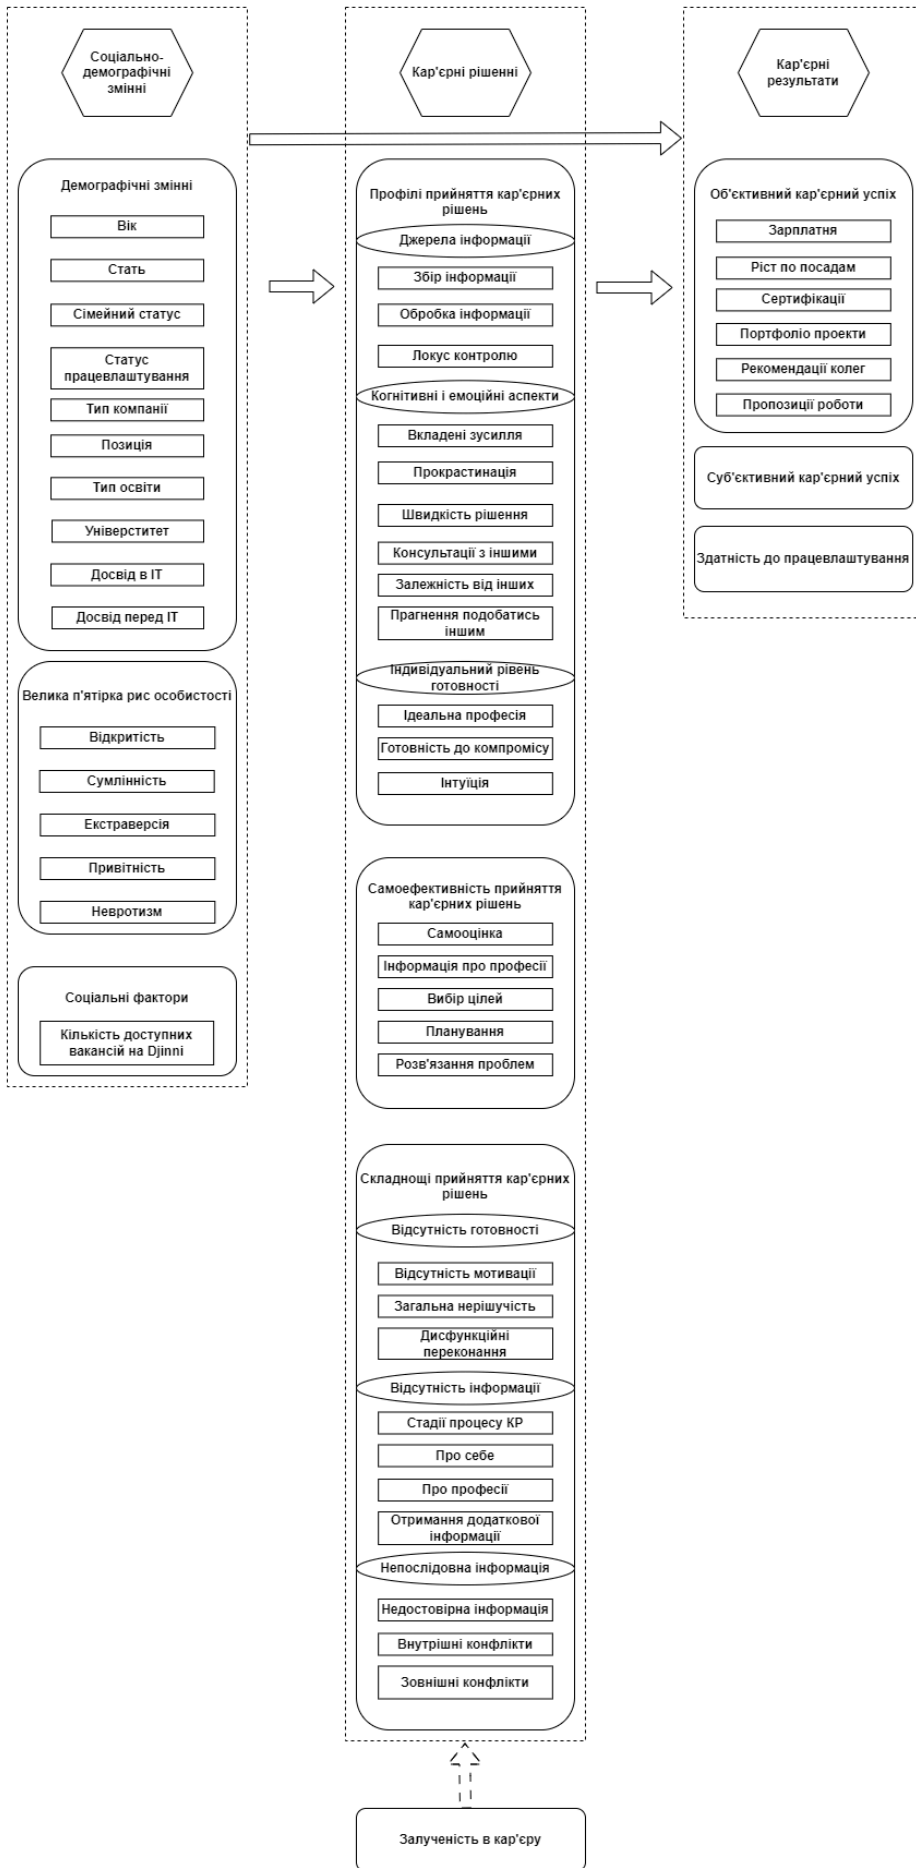 Соціально-
демографічні
змінні
Демографічні змінні
Вік
Стать
Сімейний статус
Статус
працевлаштування
Тип компанії
Позиція
Тип освіти
Університет
Досвід в ІТ
Досвід перед ІТ
Велика п'ятірка рис особистості
Відкритість
Сумлінність
Екстраверсія
Привітність
Невротизм
Соціальні фактори
Кількість доступних
вакансій на Djinni
Кар'єрні рішенні
Профілі прийняття кар'єрних
рішень
Джерела інформації
Збір інформації
Обробка інформації
Локус контролю
Когнитивні і емоційні аспекти
Вкладені зусилля
Прокрастинація
Швидкість рішення
Консультації з іншими
Залежність від інших
Прагнення подобатись
іншим
Індивидуальний рівень
готовності
Ідеальна професія
Готовність до компромісу
Інтуїція
Самоефективність прийняття
кар'єрних рішень
Самооцінка
Інформація про професії
Вибір цілей
Планування
Розв'язання проблем
Складнощі прийняття кар'єрних
рішень
Відсутність готовності
Відсутність мотивації
Загальна нерішучість
Дисфункційні
переконання
Відсутність інформації
Стадії процесу КР
Про себе
Про професії
Отримання додаткової
інформації
Непослідовна інформація
Недостовірна інформація
Внутрішні конфлікти
Зовнішні конфлікти
Залученість в кар'єру
Кар'єрні
результати
Об'єктивний кар'єрний успіх
Зарплатня
Ріст по посадам
Сертифікації
Портфоліо проекти
Рекомендації колег
Пропозиції роботи
Суб'єктивний кар'єрний успіх
Здатність до працевлаштування